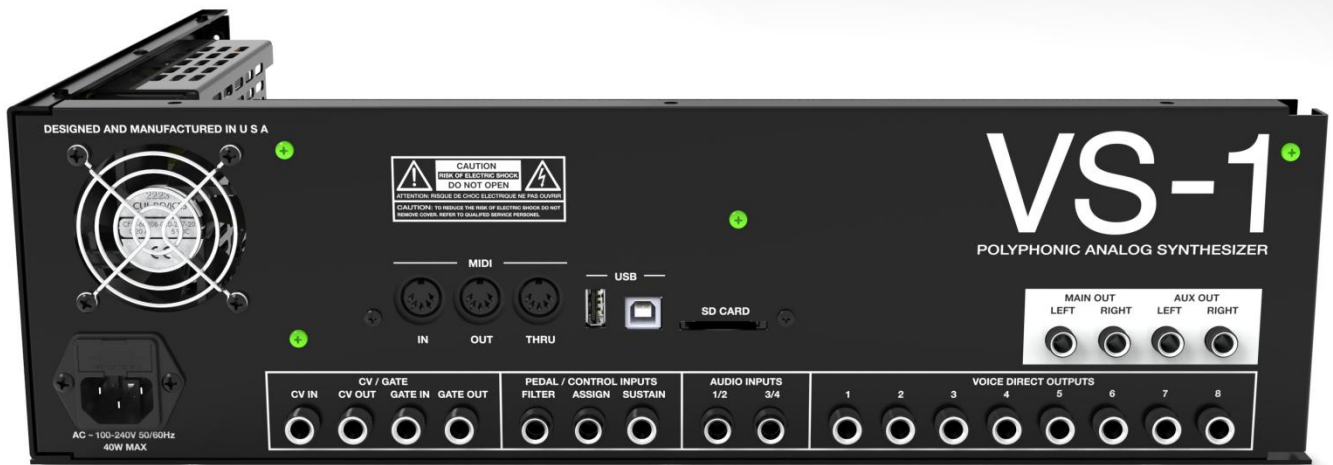 DESIGNED AND MANUFACTURED IN U S A
CAUTION
RISK OF ELECTRIC SHOCK
DO NOT OPEN
ATTENTION: RISQUE DE CHOC ELECTRIQUE NE PAS OUVRIR
CAUTION: TO REDUCE THE RISK OF ELECTRIC SHOCK DO NOT
REMOVE COVER. REFER TO QUALIFED SERVICE PERSONEL.
VS-1
POLYPHONIC ANALOG SYNTHESIZER
2223
MIDI
IN OUT THRU
USB
SD CARD
MAIN OUT AUX OUT
LEFT RIGHT LEFT RIGHT
AC ~ 100-240V 50/60Hz
40W MAX
CV / GATE
CV IN CV OUT GATE IN GATE OUT
PEDAL / CONTROL INPUTS
FILTER ASSIGN SUSTAIN
AUDIO INPUTS
1/2 3/4
VOICE DIRECT OUTPUTS
1 2 3 4 5 6 7 8